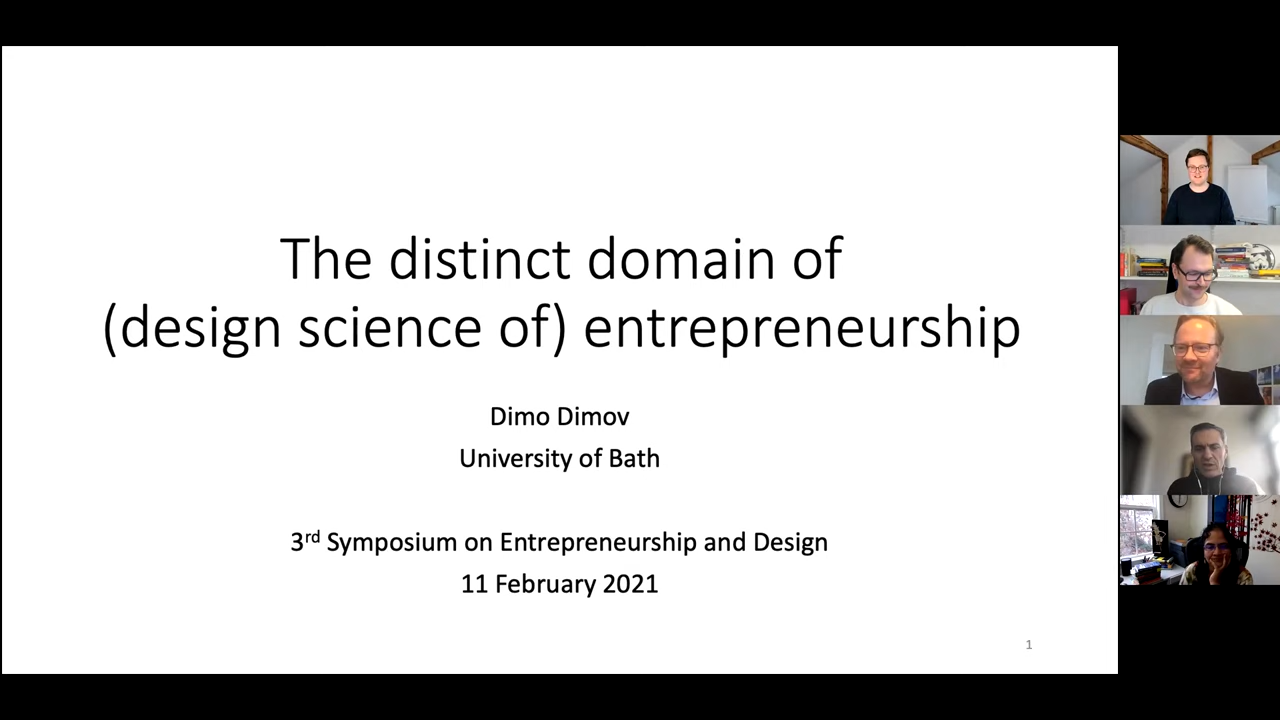 The distinct domain of
(design science of) entrepreneurship
Dimo Dimov
University of Bath
3rd Symposium on Entrepreneurship and Design
11 February 2021
1